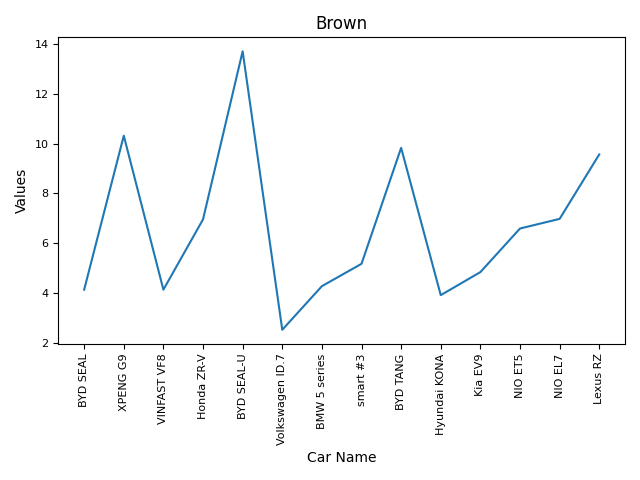 Brown
Values
14
12
10
8
6
4
2
BYD SEAL
XPENG G9
VINFAST VF8
Honda ZR-V
BYD SEAL-U
Volkswagen ID.7
BMW 5 series
smart #3
BYD TANG
Hyundai KONA
Kia EV9
NIO ET5
NIO EL7
Lexus RZ
Car Name